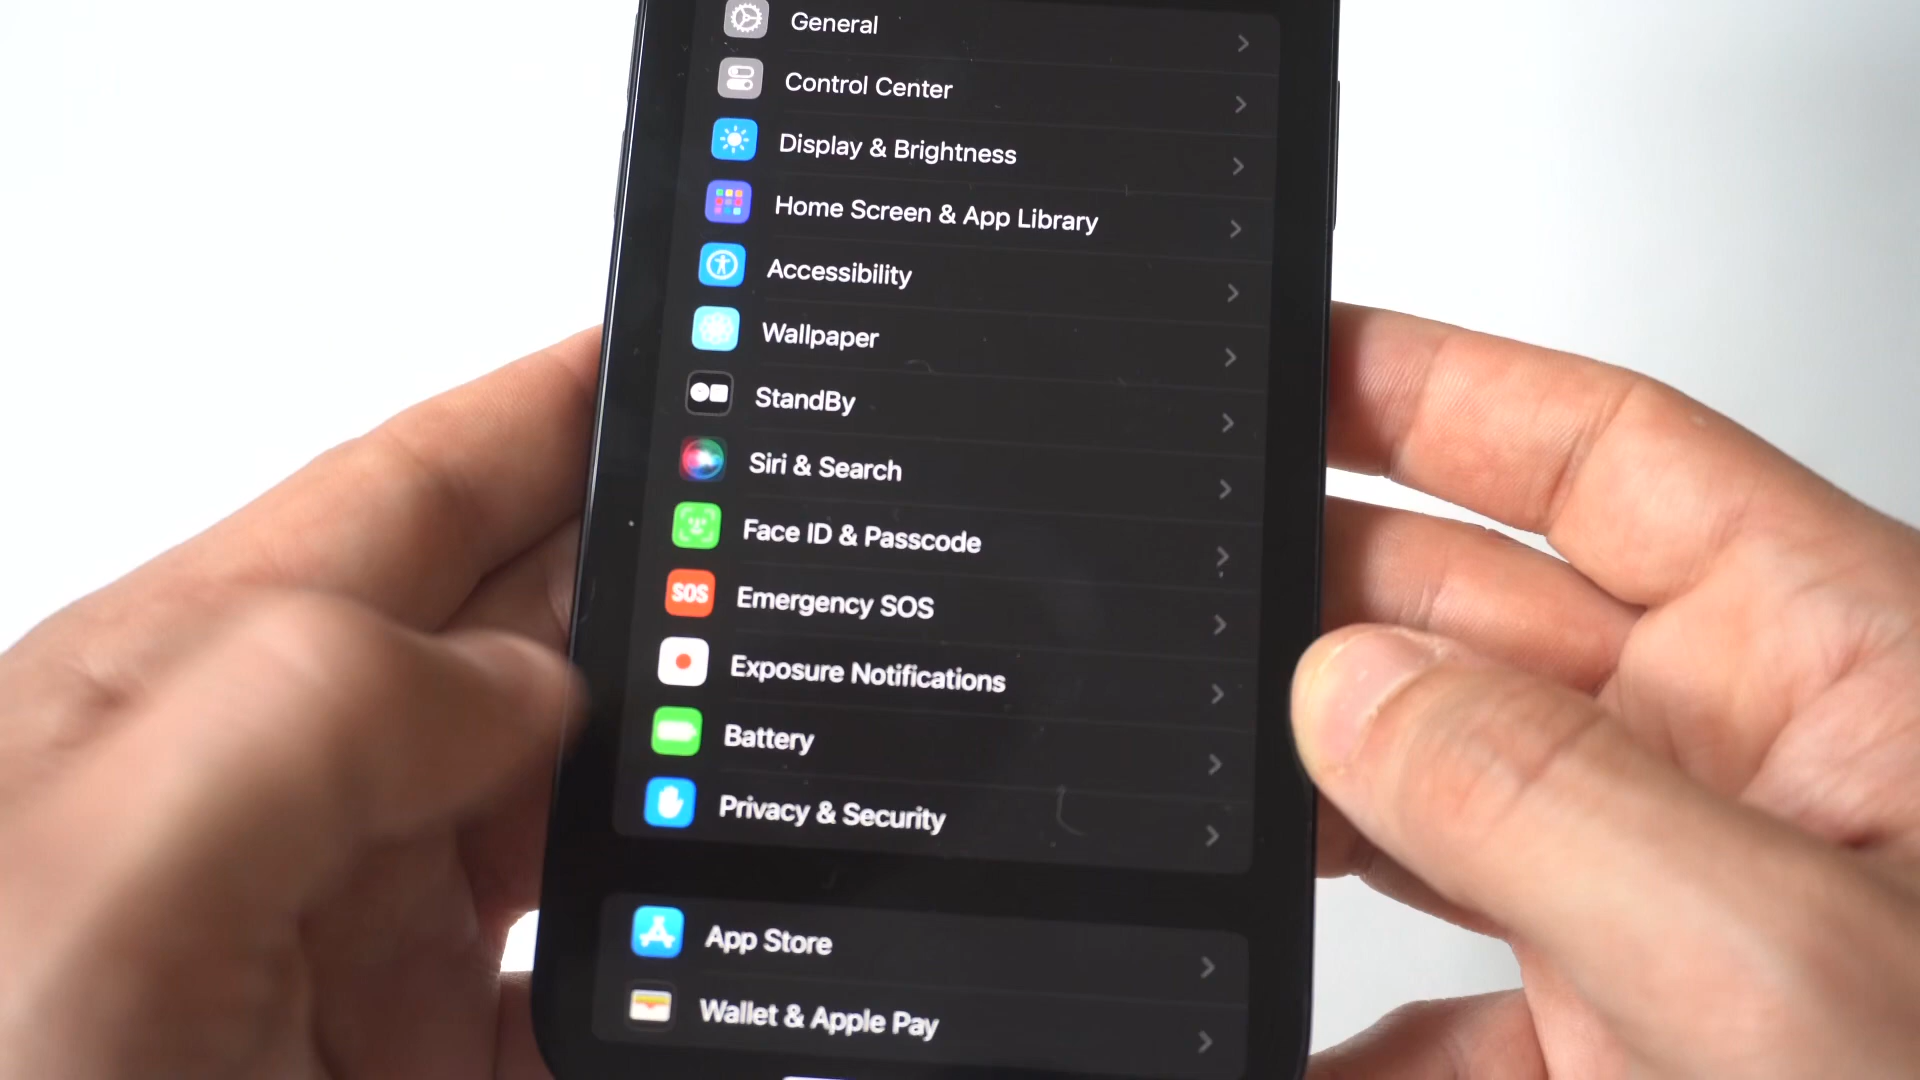 General
Control Center
Display & Brightness
Home Screen & App Library
Accessibility
Wallpaper
StandBy
Siri & Search
Face ID & Passcode
SOS
Emergency SOS
Exposure Notifications
Battery
Privacy & Security
App Store
Wallet & Apple Pay